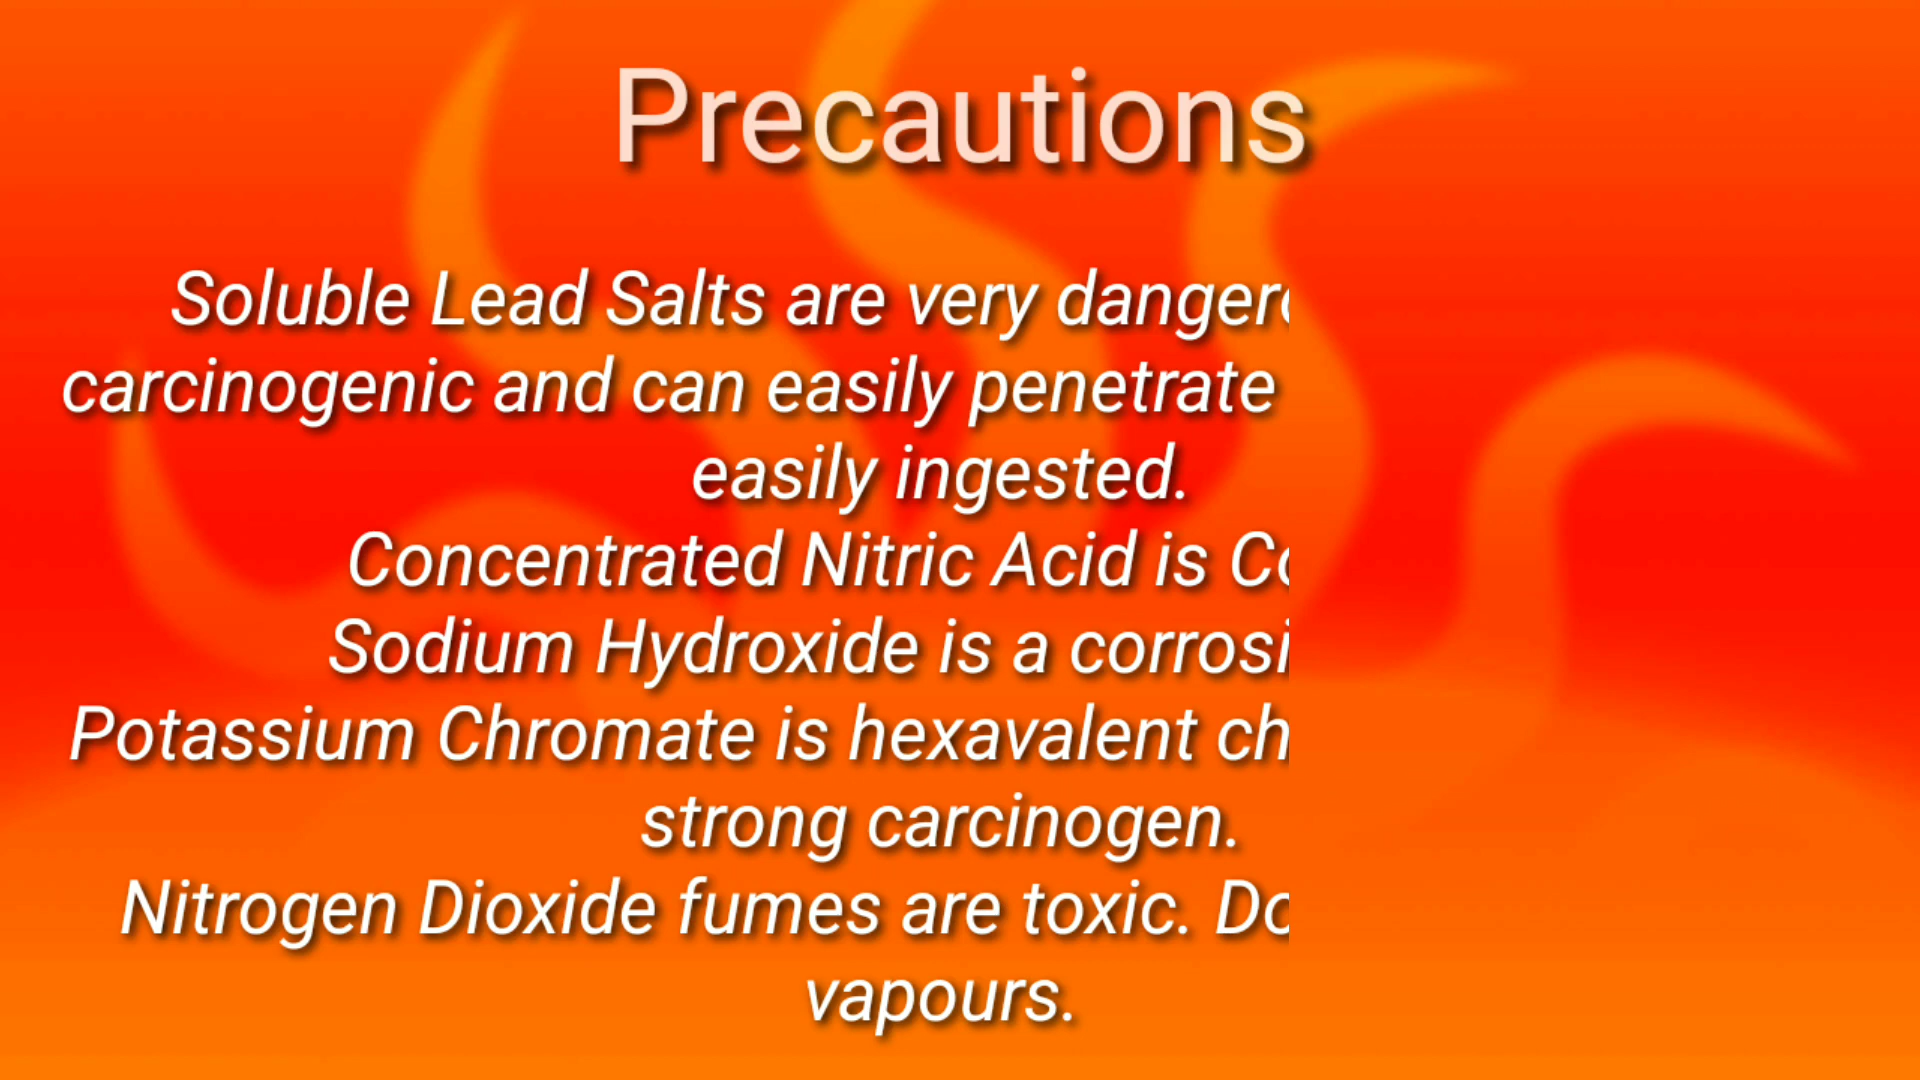 Precautions
Soluble Lead Salts are very
carcinogenic and can easily penetrate
easily ingested.
Concentrated Nitric Acid is
Sodium Hydroxide is a
Potassium Chromate is hexavalent
strong carcinogen.
Nitrogen Dioxide fumes are toxic.
vapours.